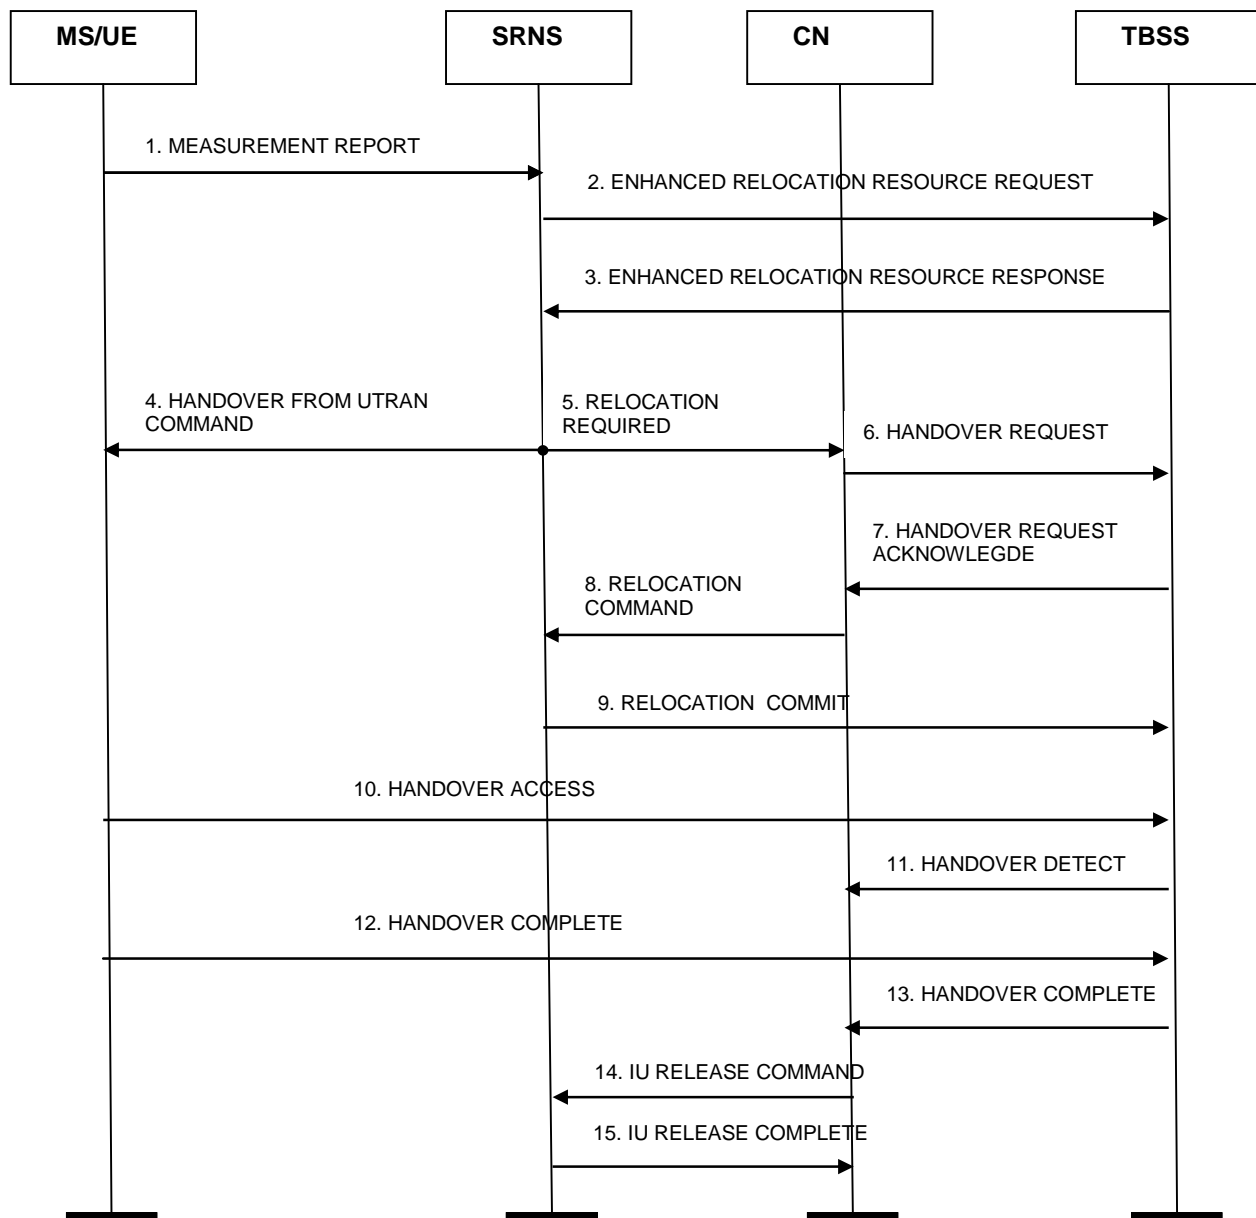 MS/UE
SRNS
CN
TBSS
1. MEASUREMENT REPORT
2. ENHANCED RELOCATION RESOURCE REQUEST
3. ENHANCED RELOCATION RESOURCE RESPONSE
4. HANDOVER FROM UTRAN
COMMAND
5. RELOCATION
REQUIRED
6. HANDOVER REQUEST
7. HANDOVER REQUEST
ACKNOWLEGDE
8. RELOCATION
COMMAND
9. RELOCATION COMMIT
10. HANDOVER ACCESS
11. HANDOVER DETECT
12. HANDOVER COMPLETE
13. HANDOVER COMPLETE
14. IU RELEASE COMMAND
15. IU RELEASE COMPLETE